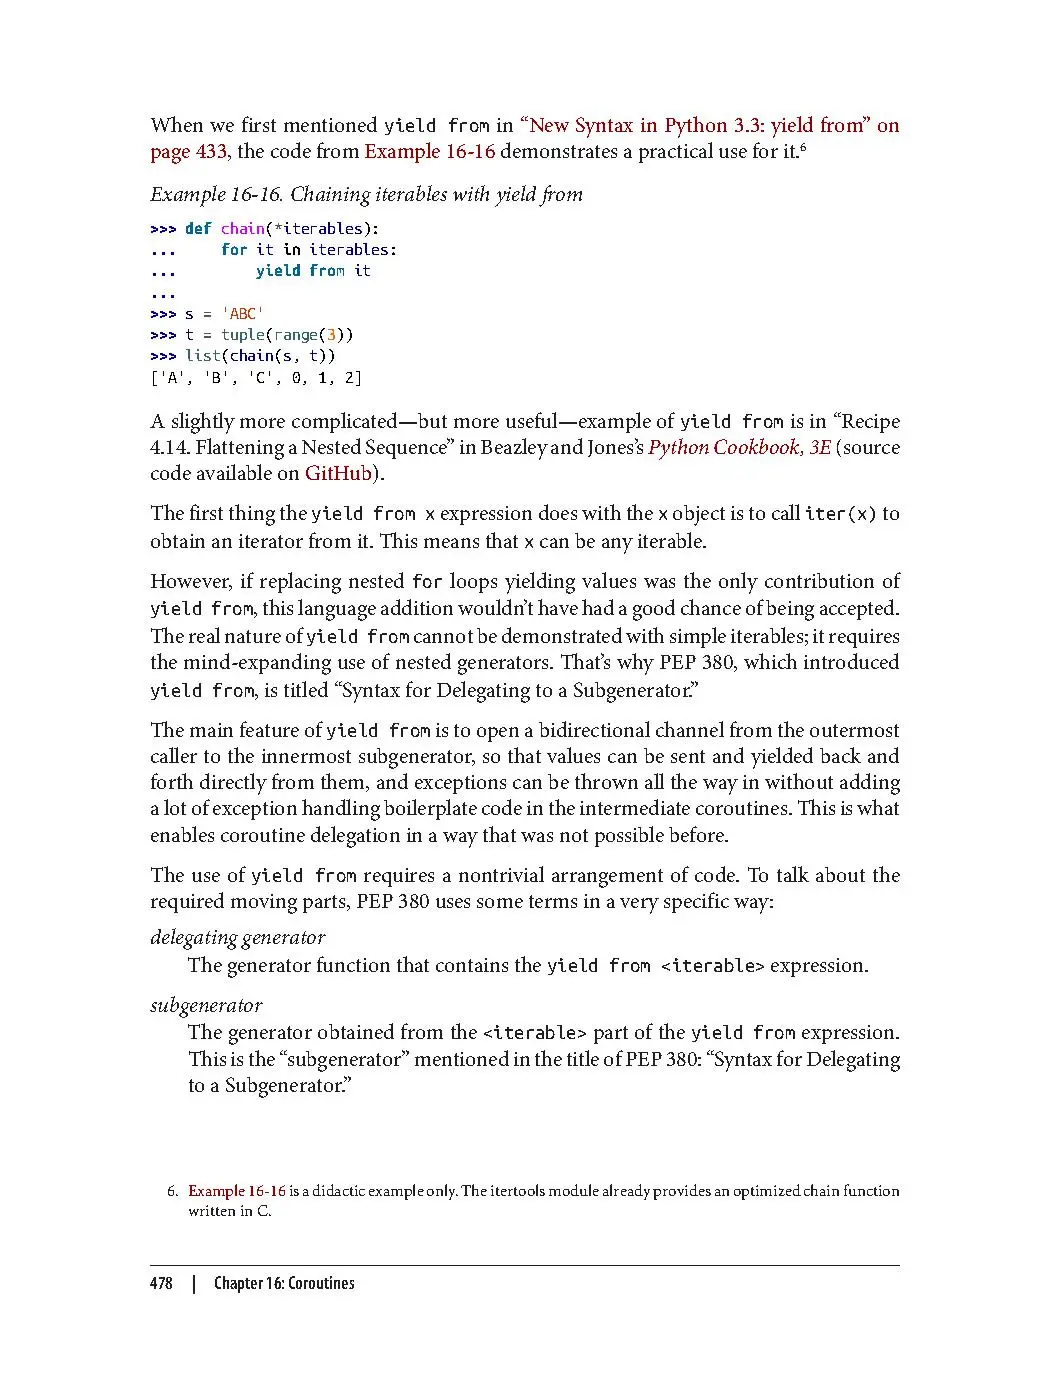 When we first mentioned yield from in “New Syntax in Python 3.3: yield from” on
page 433, the code from Example 16-16 demonstrates a practical use for it.6
Example 16-16. Chaining iterables with yield from
>>> def chain(*iterables):
...     for it in iterables:
...         yield from it
...
>>> s = 'ABC'
>>> t = tuple(range(3))
>>> list(chain(s, t))
['A', 'B', 'C', 0, 1, 2]
A slightly more complicated—but more useful—example of yield from is in “Recipe
4.14. Flattening a Nested Sequence” in Beazley and Jones’s Python Cookbook, 3E (source
code available on GitHub).
The first thing the yield from x expression does with the x object is to call iter(x) to
obtain an iterator from it. This means that x can be any iterable.
However, if replacing nested for loops yielding values was the only contribution of
yield from, this language addition wouldn’t have had a good chance of being accepted.
The real nature of yield from cannot be demonstrated with simple iterables; it requires
the mind-expanding use of nested generators. That’s why PEP 380, which introduced
yield from, is titled “Syntax for Delegating to a Subgenerator.”
The main feature of yield from is to open a bidirectional channel from the outermost
caller to the innermost subgenerator, so that values can be sent and yielded back and
forth directly from them, and exceptions can be thrown all the way in without adding
a lot of exception handling boilerplate code in the intermediate coroutines. This is what
enables coroutine delegation in a way that was not possible before.
The use of yield from requires a nontrivial arrangement of code. To talk about the
required moving parts, PEP 380 uses some terms in a very specific way:
delegating generator
The generator function that contains the yield from <iterable> expression.
subgenerator
The generator obtained from the <iterable> part of the yield from expression.
This is the “subgenerator” mentioned in the title of PEP 380: “Syntax for Delegating
to a Subgenerator.”
6. Example 16-16 is a didactic example only. The itertools module already provides an optimized chain function
written in C.
478 | Chapter 16: Coroutines